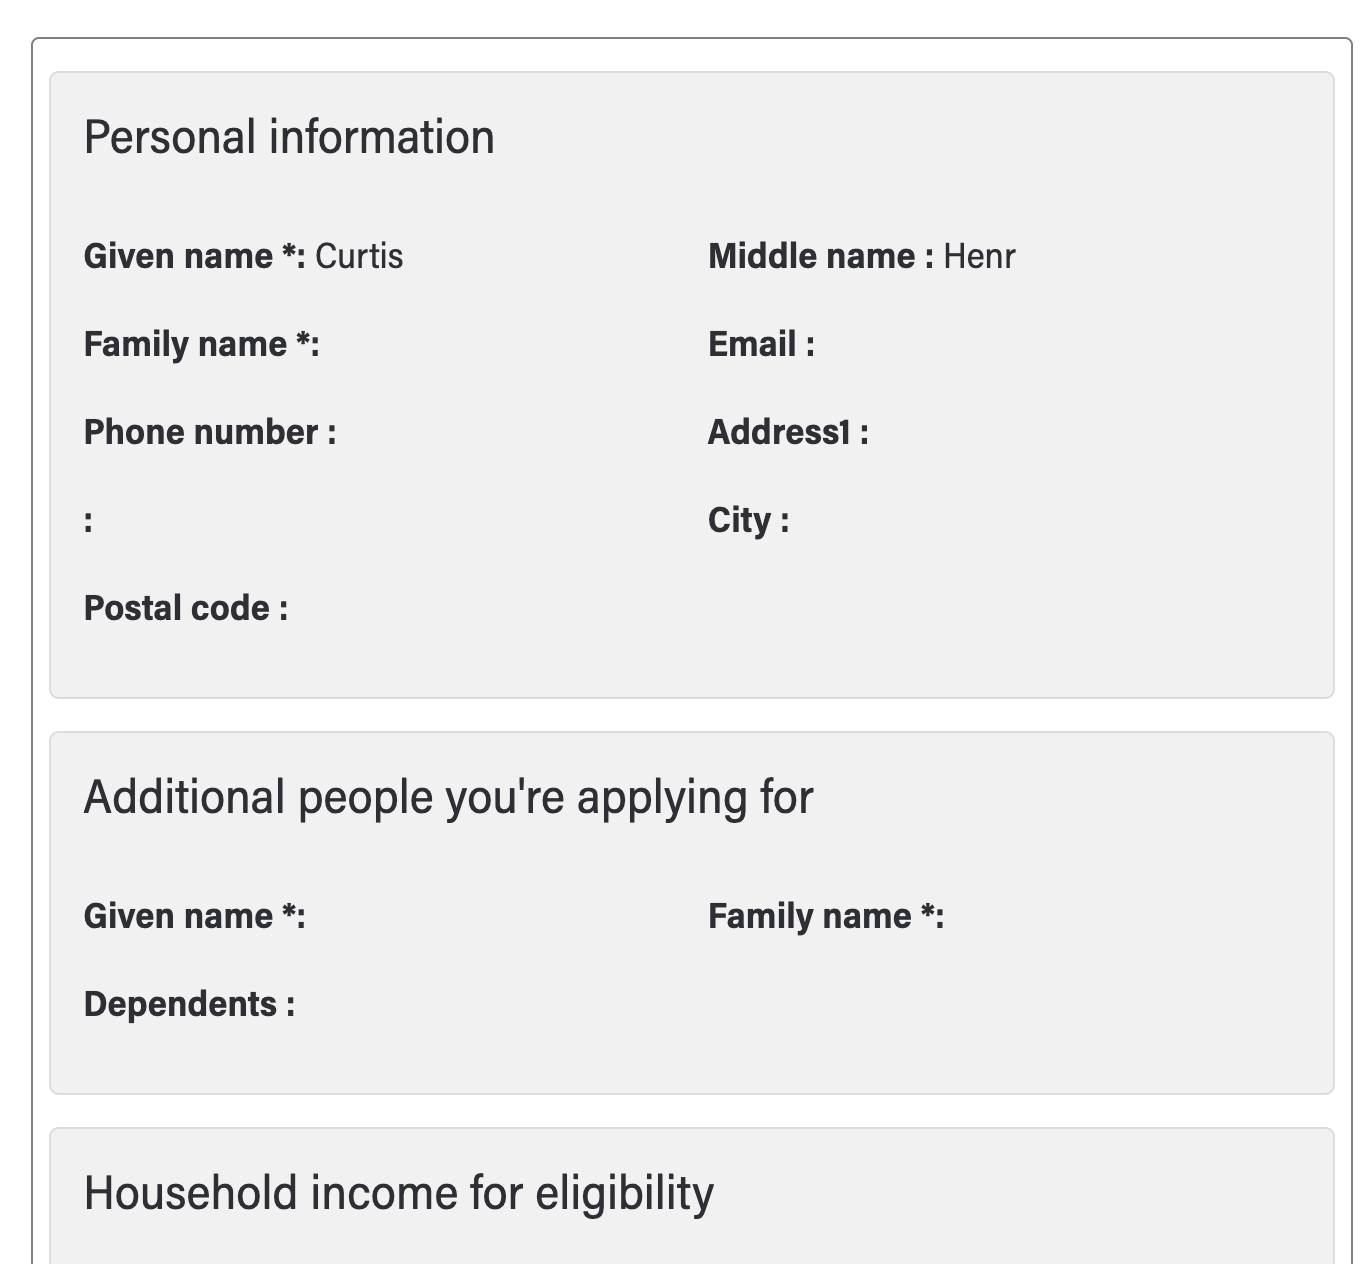 Personal information
Given name *: Curtis
Middle name : Henr
Family name *:
Email :
Phone number :
Address1 :
:
City :
Postal code :
Additional people you're applying for
Given name *:
Family name *:
Dependents :
Household income for eligibility